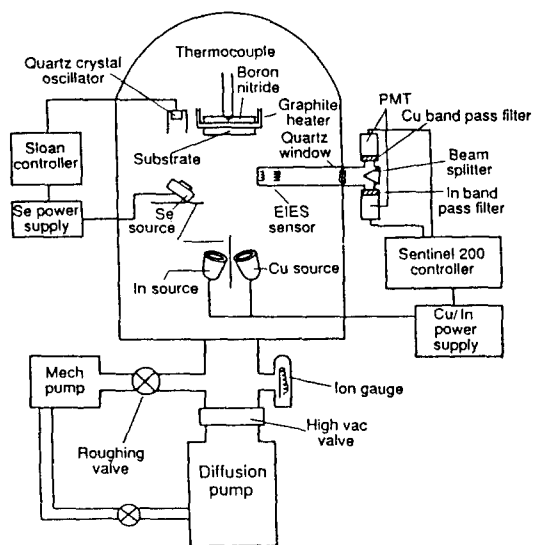 Thermocouple
Quartz crystal
oscillator
Boron
nitride
Graphite
heater
PMT
Cu band pass filter
Sloan
controller
Substrate
Quartz
window
Beam
splitter
Se power
supply
Se
source
EIES
sensor
In band
pass filter
In source
Cu source
Sentinel 200
controller
Cu/In
power
supply
Mech
pump
Ion gauge
Roughing
valve
High vac
valve
Diffusion
pump